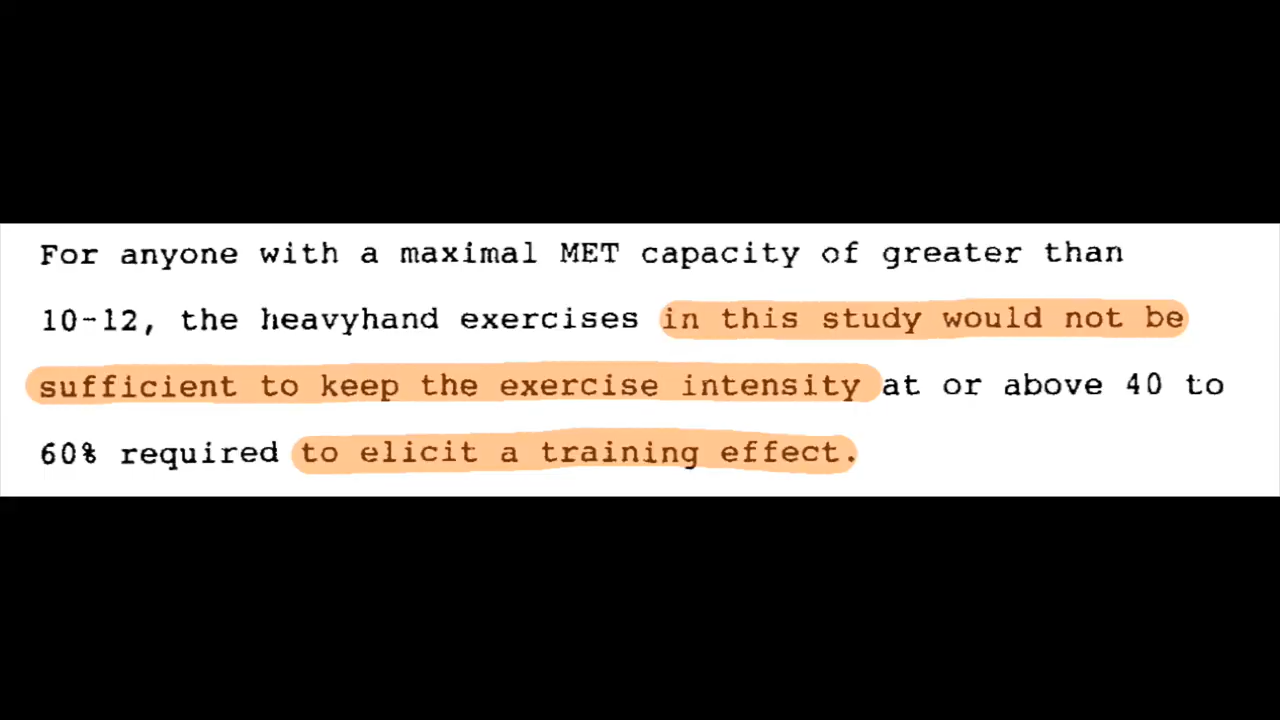 For anyone with a maximal MET capacity of greater than
10-12, the heavyhand exercises in this study would not be
sufficient to keep the exercise intensity at or above 40 to
60% required to elicit a training effect.